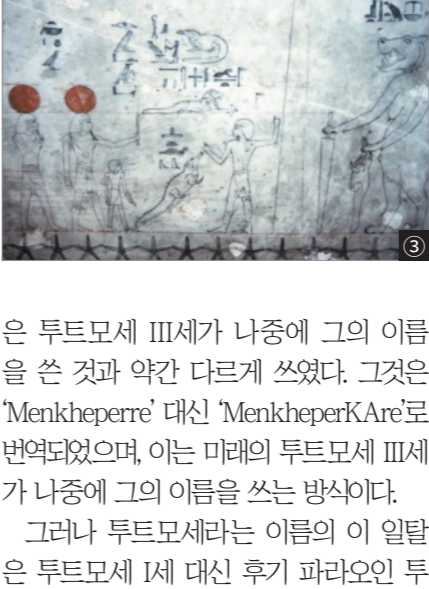 ③
은 투트모세 III세가 나중에 그의 이름
을 쓴 것과 약간 다르게 쓰였다. 그것은
‘Menkheperre’ 대신 ‘MenkheperKAre’로
번역되었으며, 이는 미래의 투트모세 III세
가 나중에 그의 이름을 쓰는 방식이다.
그러나 투트모세라는 이름의 이 일탈
은 투트모세 I세 대신 후기 파라오인 투